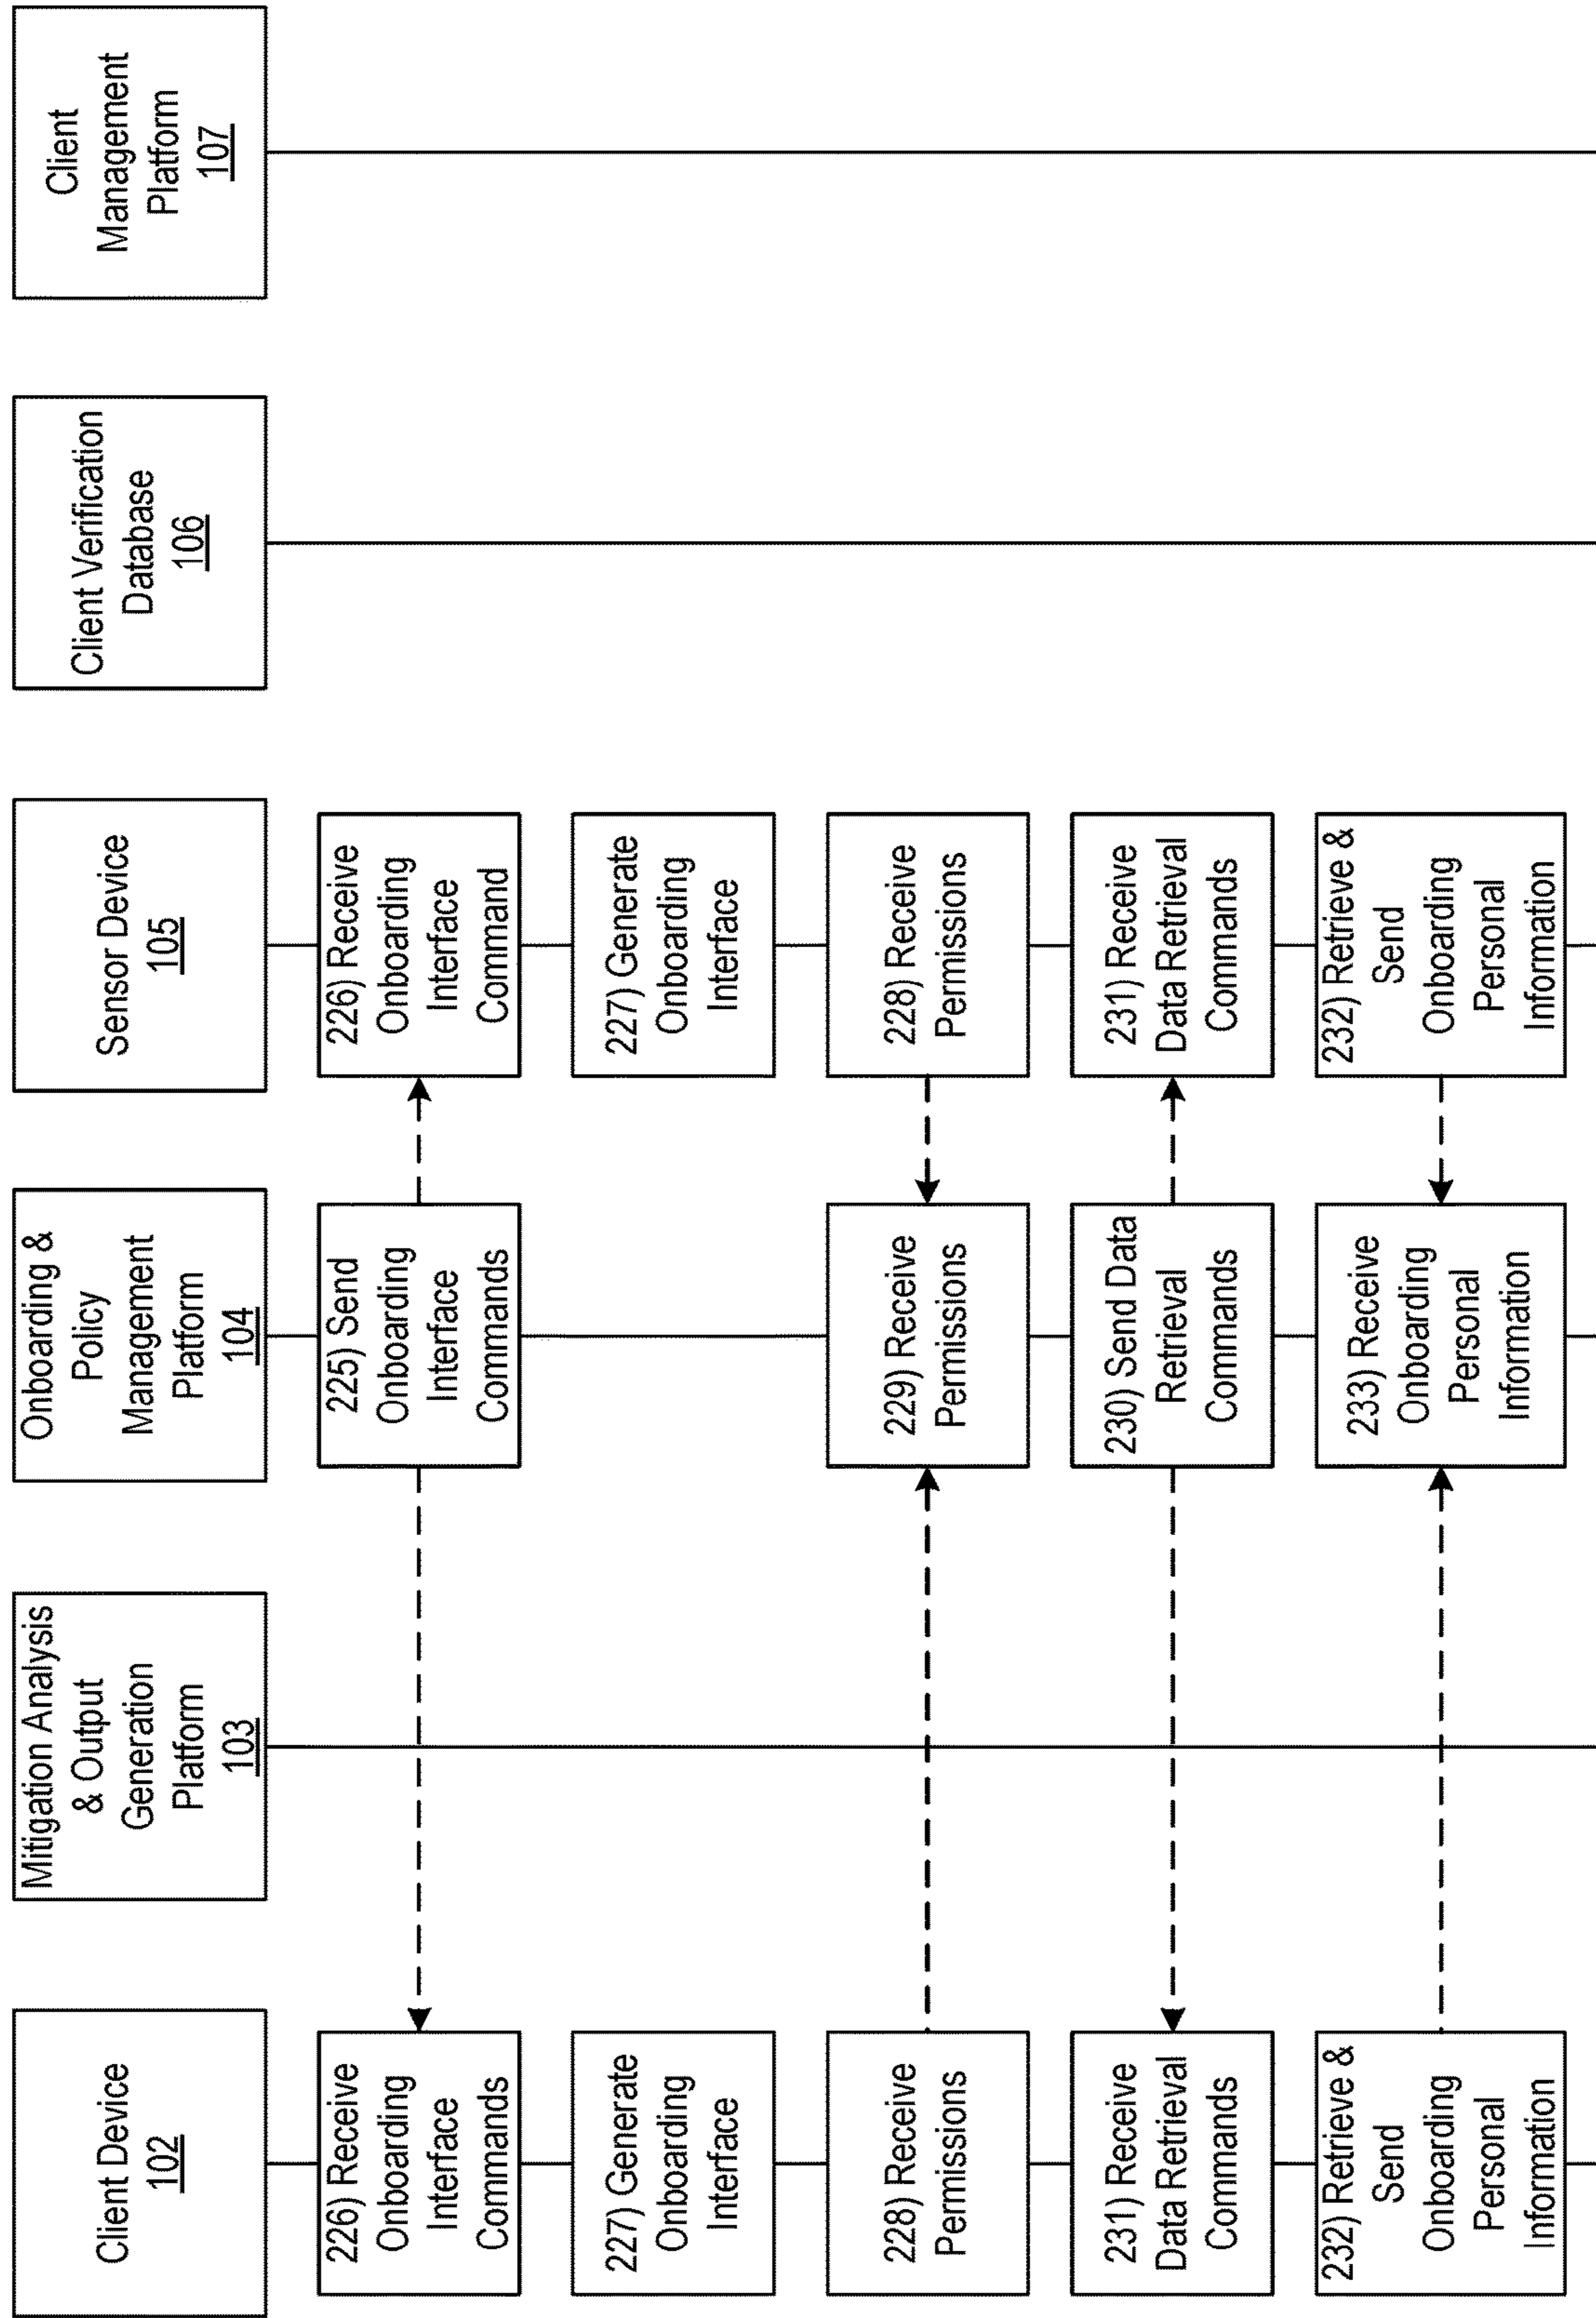 Client Device
102
Mitigation Analysis
& Output
Generation
Platform
103
Onboarding &
Policy
Management
Platform
104
Sensor Device
105
Client Verification
Database
106
Client
Management
Platform
107
226) Receive
Onboarding
Interface
Commands
225) Send
Onboarding
Interface
Commands
226) Receive
Onboarding
Interface
Command
227) Generate
Onboarding
Interface
227) Generate
Onboarding
Interface
228) Receive
Permissions
229) Receive
Permissions
228) Receive
Permissions
231) Receive
Data Retrieval
Commands
230) Send Data
Retrieval
Commands
231) Receive
Data Retrieval
Commands
232) Retrieve &
Send
Onboarding
Personal
Information
233) Receive
Onboarding
Personal
Information
232) Retrieve &
Send
Onboarding
Personal
Information